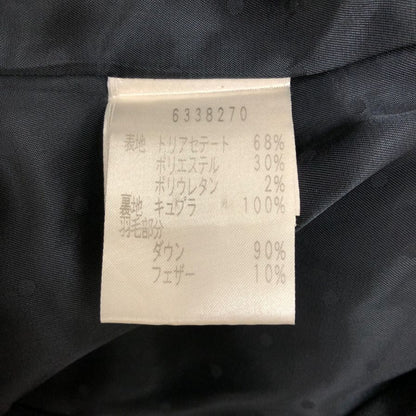 6338270
表地 トリアセテート 68%
ポリエステル 30%
ポリウレタン 2%
裏地 キュプラ 100%
羽毛部分
ダウン 90%
フェザー 10%